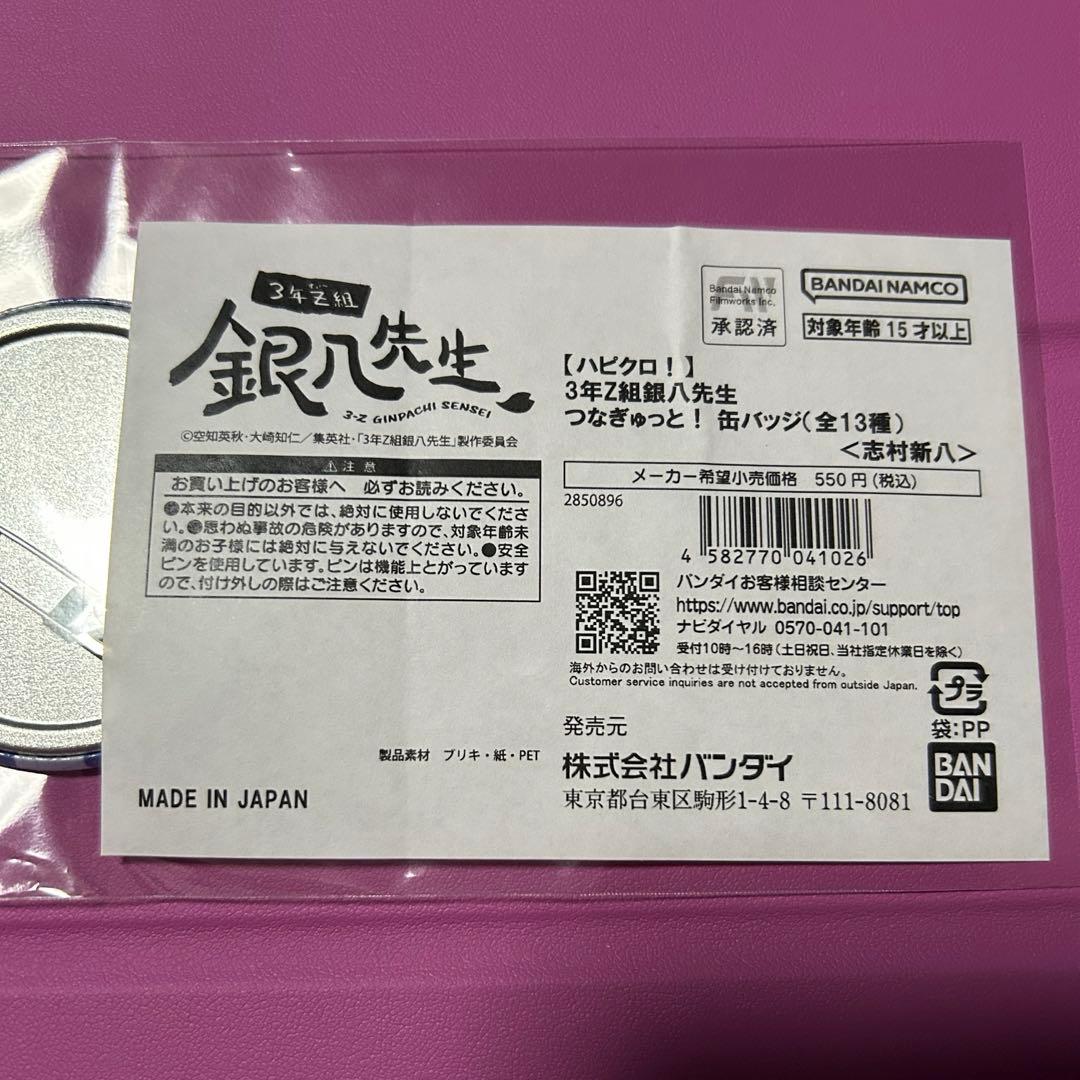 3年Z組
銀八先生
3-Z GINPACHI SENSEI
©空知英秋・大崎知仁／集英社・「3年Z組銀八先生」製作委員会
⚠注意
お買い上げのお客様へ 必ずお読みください。
●本来の目的以外では、絶対に使用しないでくださ
い。●思わぬ事故の危険がありますので、対象年齢未
満のお子様には絶対に与えないでください。●安全
ピンを使用しています。ピンは機能上とがっています
ので、付け外しの際はご注意ください。
製品素材 ブリキ・紙・PET
MADE IN JAPAN
Bandai Namco
Filmworks Inc.
承認済
BANDAI NAMCO
対象年齢 15才以上
【ハピクロ！】
3年Z組銀八先生
つなぎゅっと！ 缶バッジ（全13種）
＜志村新八＞
メーカー希望小売価格 550円（税込）
2850896
4 582770 041026
バンダイお客様相談センター
https://www.bandai.co.jp/support/top
ナビダイヤル 0570-041-101
受付10時〜16時（土日祝日、当社指定休業日を除く）
海外からのお問い合わせは受け付けておりません。
Customer service inquiries are not accepted from outside Japan.
プラ
袋：PP
発売元
株式会社バンダイ
東京都台東区駒形1-4-8 〒111-8081
BAN
DAI